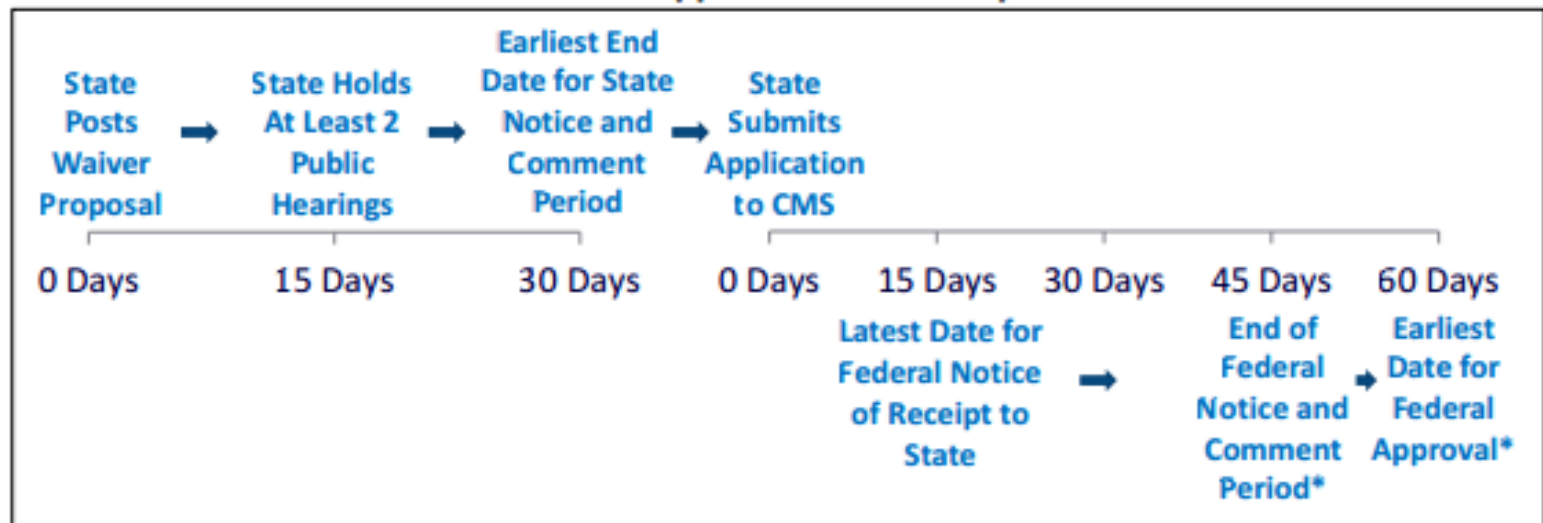 State
Posts
Waiver
Proposal
State Holds
At Least 2
Public
Hearings
Earliest End
Date for State
Notice and
Comment
Period
State
Submits
Application
to CMS
0 Days
15 Days
30 Days
0 Days
15 Days
30 Days
45 Days
60 Days
Latest Date for
Federal Notice
of Receipt to
State
End of
Federal
Notice and
Comment
Period*
Earliest
Date for
Federal
Approval*